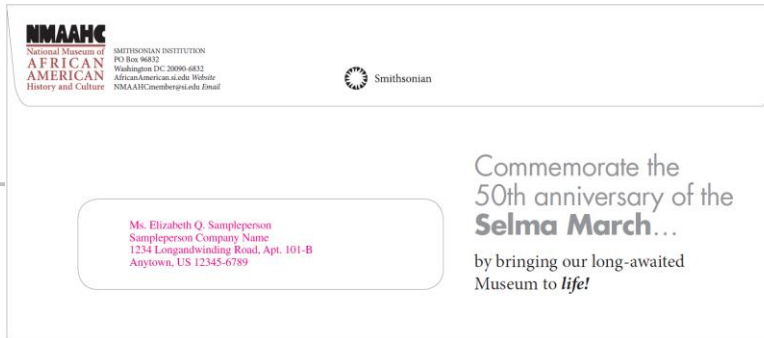 NMAAHC
National Museum of
AFRICAN
AMERICAN
History and Culture
SMITHSONIAN INSTITUTION
PO Box 96832
Washington DC 20090-6832
AfricanAmerican.si.edu Website
NMAAHCmember@si.edu Email
Smithsonian
Commemorate the
50th anniversary of the
Selma March...
by bringing our long-awaited
Museum to life!
Ms. Elizabeth Q. Sampleperson
Sampleperson Company Name
1234 Longandwinding Road, Apt. 101-B
Anytown, US 12345-6789